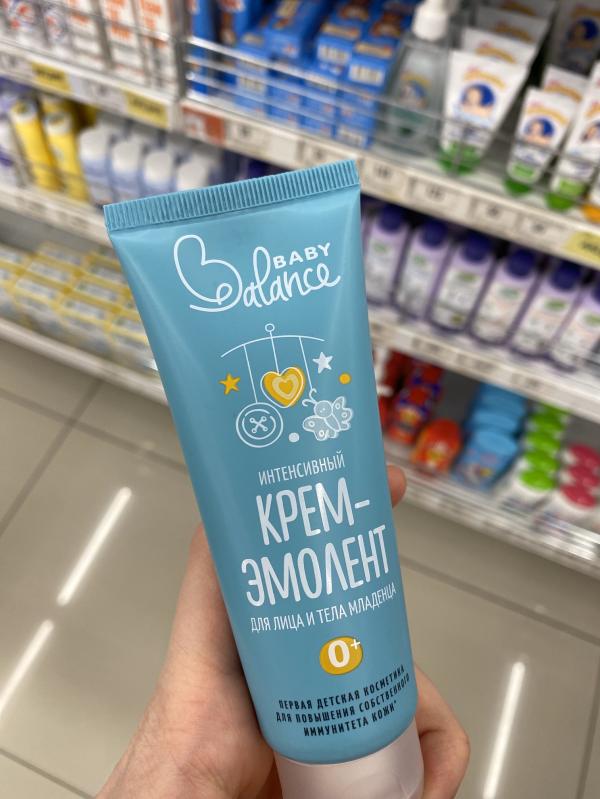 BABY
Balance
ИНТЕНСИВНЫЙ
КРЕМ-
ЭМОЛЕНТ
ДЛЯ ЛИЦА И ТЕЛА МЛАДЕНЦА
0+
ПЕРВАЯ ДЕТСКАЯ КОСМЕТИКА
ДЛЯ ПОВЫШЕНИЯ СОБСТВЕННОГО
ИММУНИТЕТА КОЖИ*